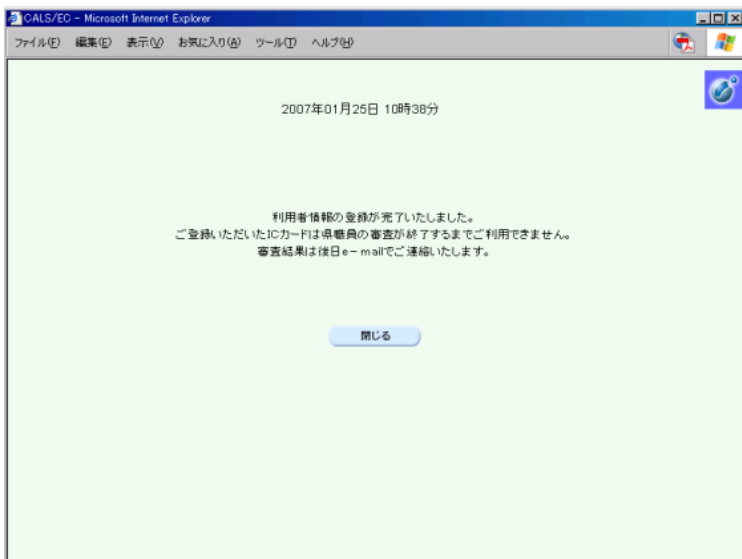 CALS/EC - Microsoft Internet Explorer
ファイル(F) 編集(E) 表示(V) お気に入り(A) ツール(T) ヘルプ(H)
2007年01月25日 10時38分
利用者情報の登録が完了いたしました。
ご登録いただいたICカードは県職員の審査が終了するまでご利用できません。
審査結果は後日e-mailでご連絡いたします。
閉じる